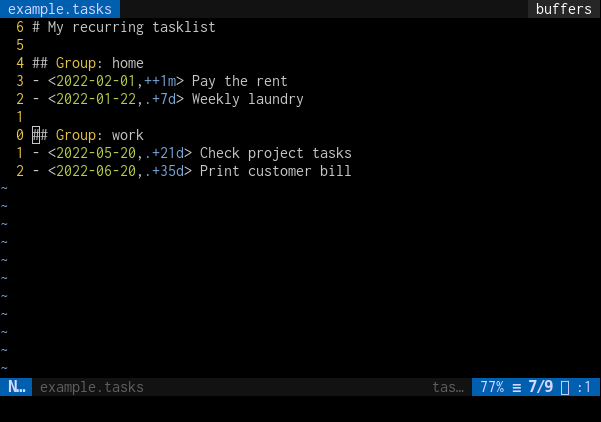 example.tasks buffers
6 # My recurring tasklist
5
4 ## Group: home
3 - <2022-02-01,++1m> Pay the rent
2 - <2022-01-22,.+7d> Weekly laundry
1
0 ## Group: work
1 - <2022-05-20,.+21d> Check project tasks
2 - <2022-06-20,.+35d> Print customer bill
~
~
~
~
~
~
~
~
~
~
~
N… example.tasks tas… 77% ≡ 7/9 :1